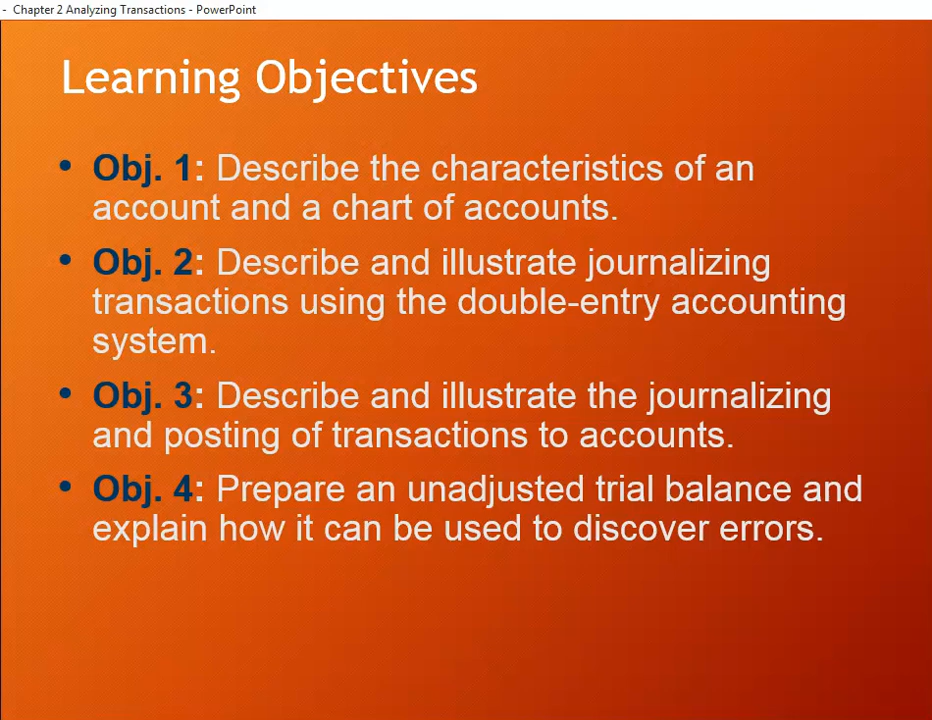 - Chapter 2 Analyzing Transactions - PowerPoint
Learning Objectives
• Obj. 1: Describe the characteristics of an
account and a chart of accounts.
• Obj. 2: Describe and illustrate journalizing
transactions using the double-entry accounting
system.
• Obj. 3: Describe and illustrate the journalizing
and posting of transactions to accounts.
• Obj. 4: Prepare an unadjusted trial balance and
explain how it can be used to discover errors.